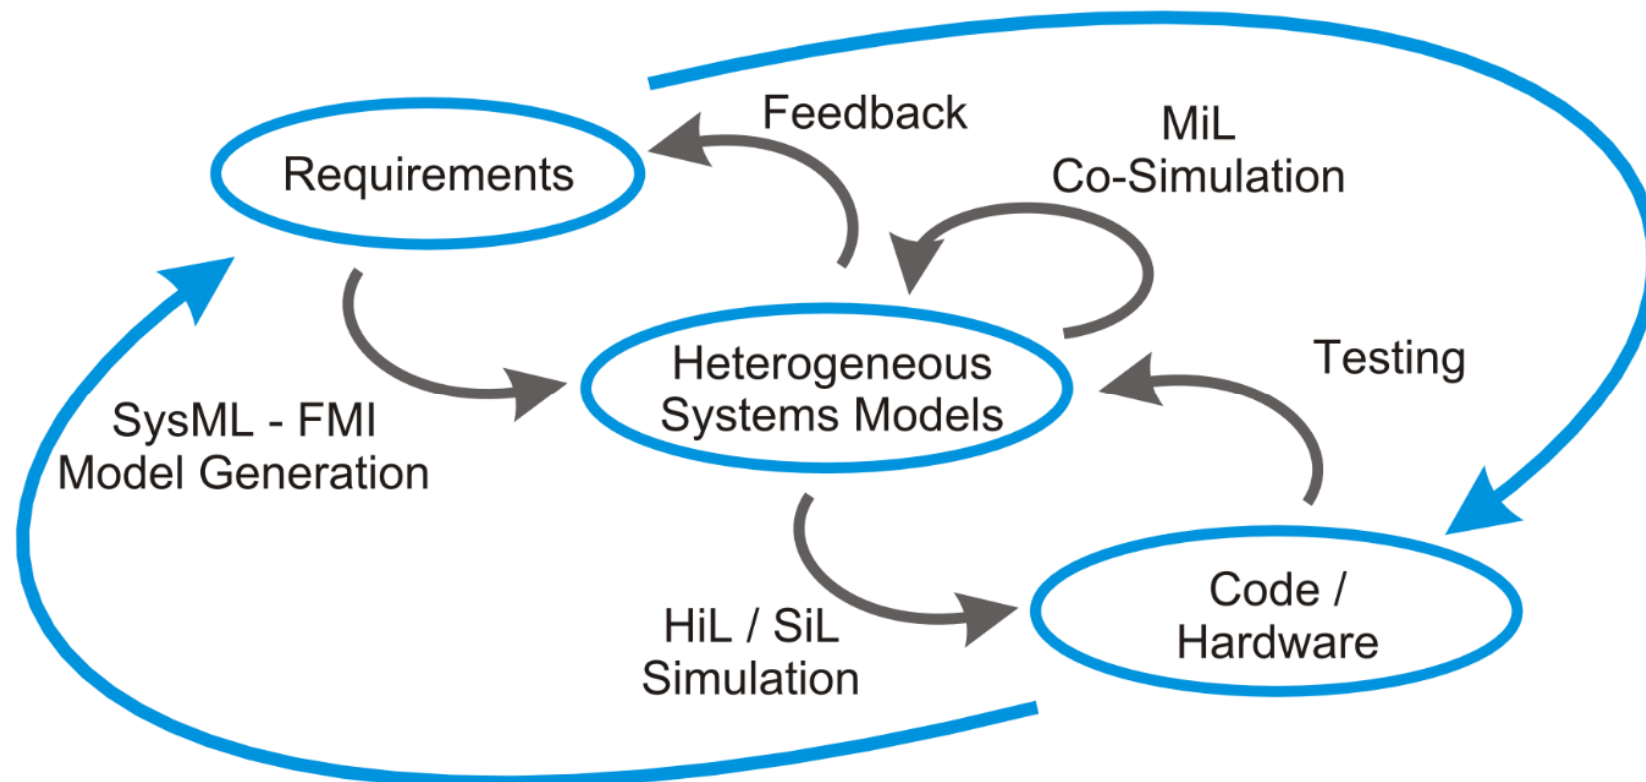 Feedback
MiL
Co-Simulation
Requirements
Testing
Heterogeneous
Systems Models
SysML - FMI
Model Generation
Code /
Hardware
HiL / SiL
Simulation